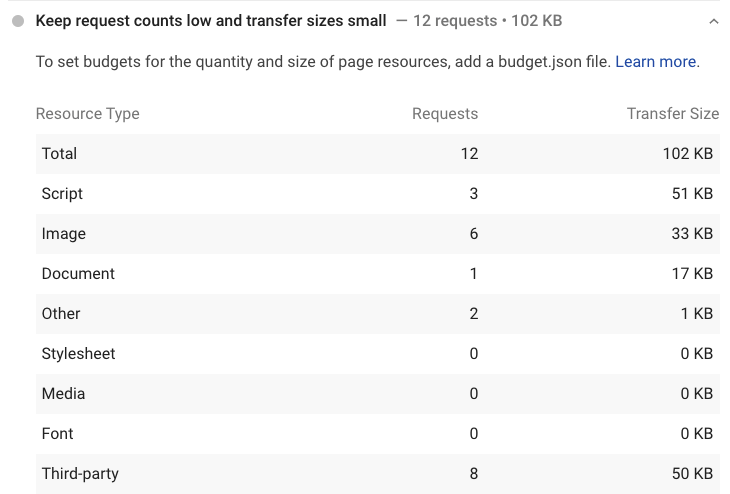 Keep request counts low and transfer sizes small — 12 requests • 102 KB
To set budgets for the quantity and size of page resources, add a budget.json file. Learn more.
Resource Type Requests Transfer Size
Total 12 102 KB
Script 3 51 KB
Image 6 33 KB
Document 1 17 KB
Other 2 1 KB
Stylesheet 0 0 KB
Media 0 0 KB
Font 0 0 KB
Third-party 8 50 KB